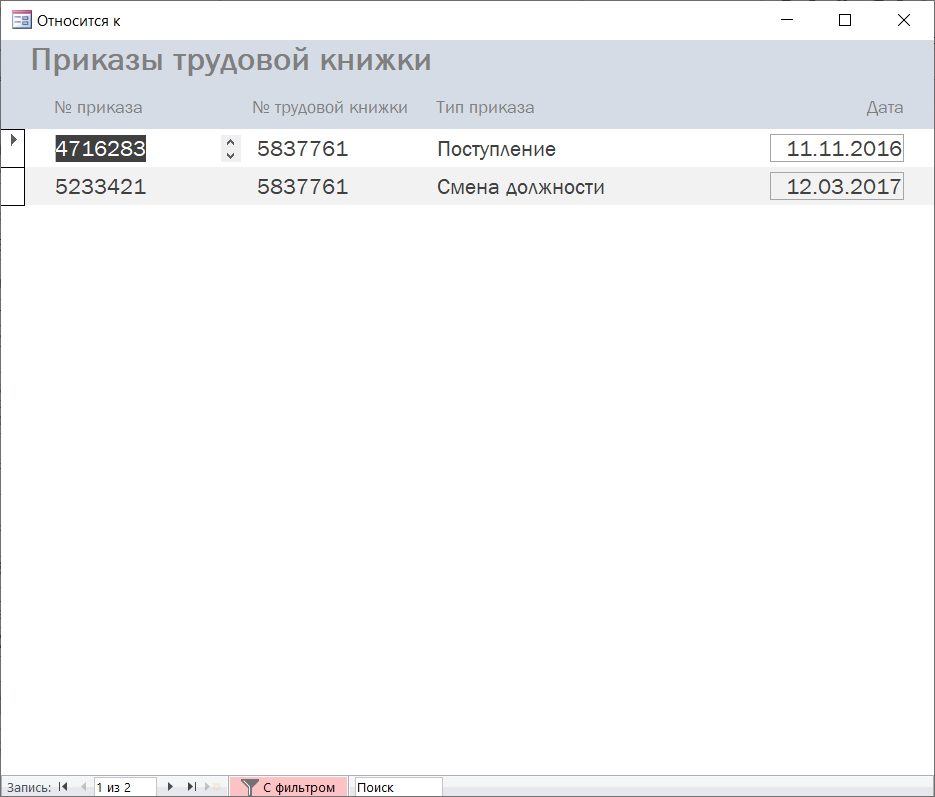 Относится к
Приказы трудовой книжки
№ приказа № трудовой книжки Тип приказа Дата
4716283 5837761 Поступление 11.11.2016
5233421 5837761 Смена должности 12.03.2017
Запись: 1 из 2 С фильтром Поиск